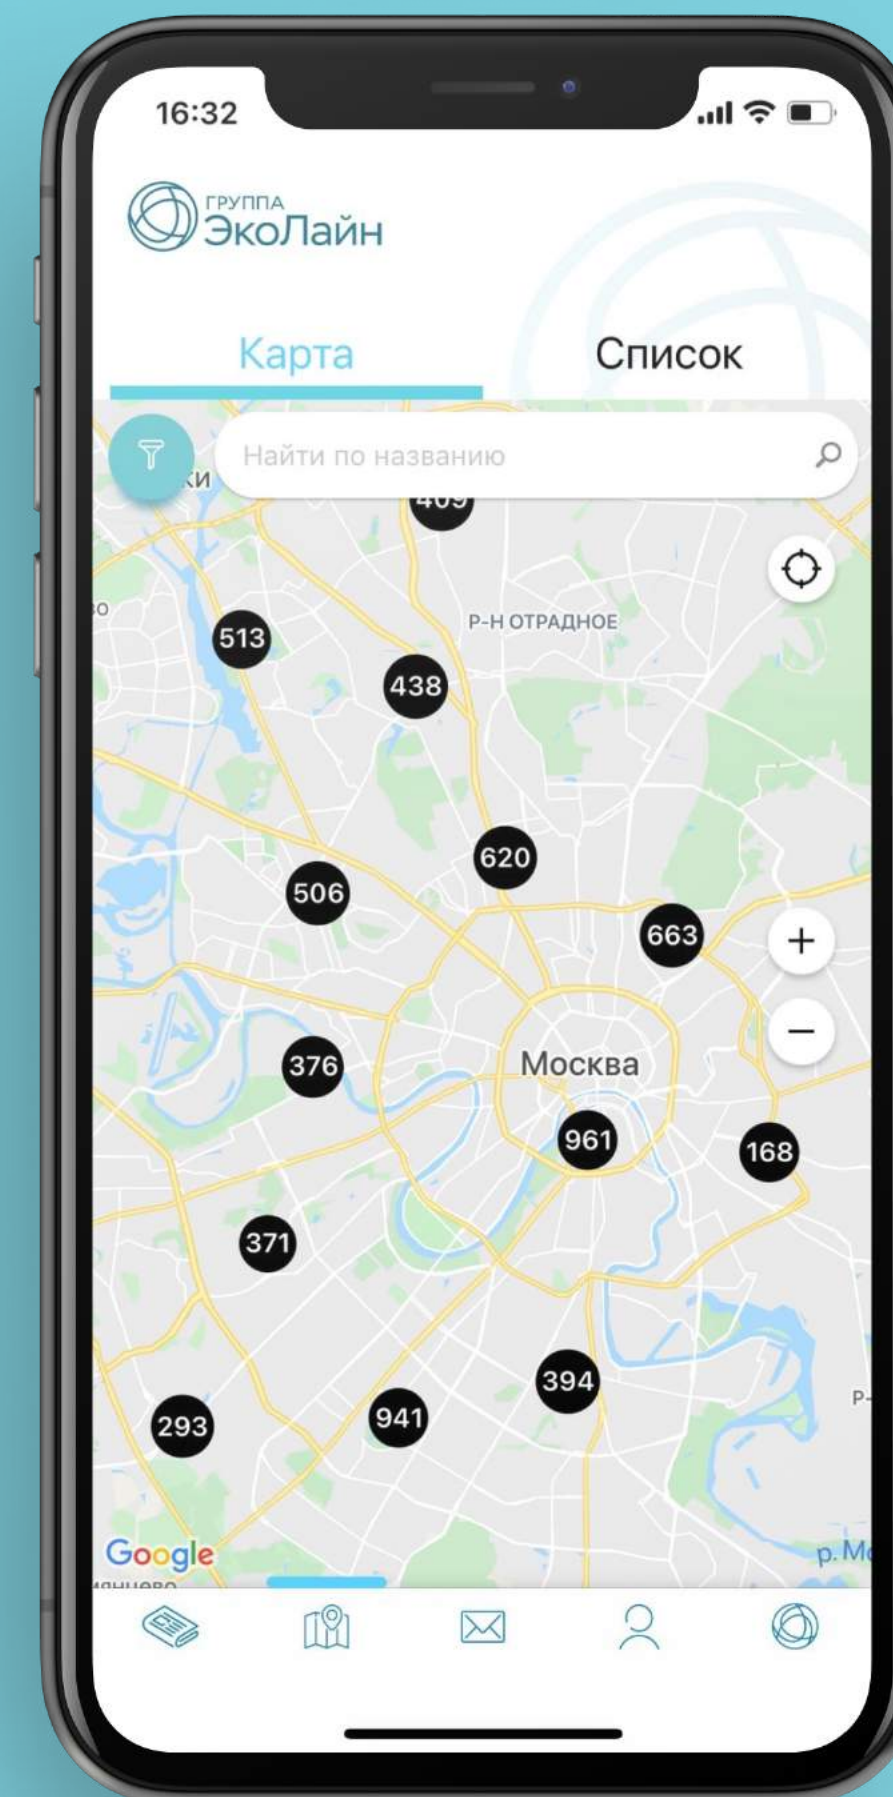 16:32
ГРУППА
ЭкоЛайн
Карта
Список
Найти по названию
513
Р-Н ОТРАДНОЕ
438
620
506
663
+
−
376
Москва
961
168
371
394
293
941
Google